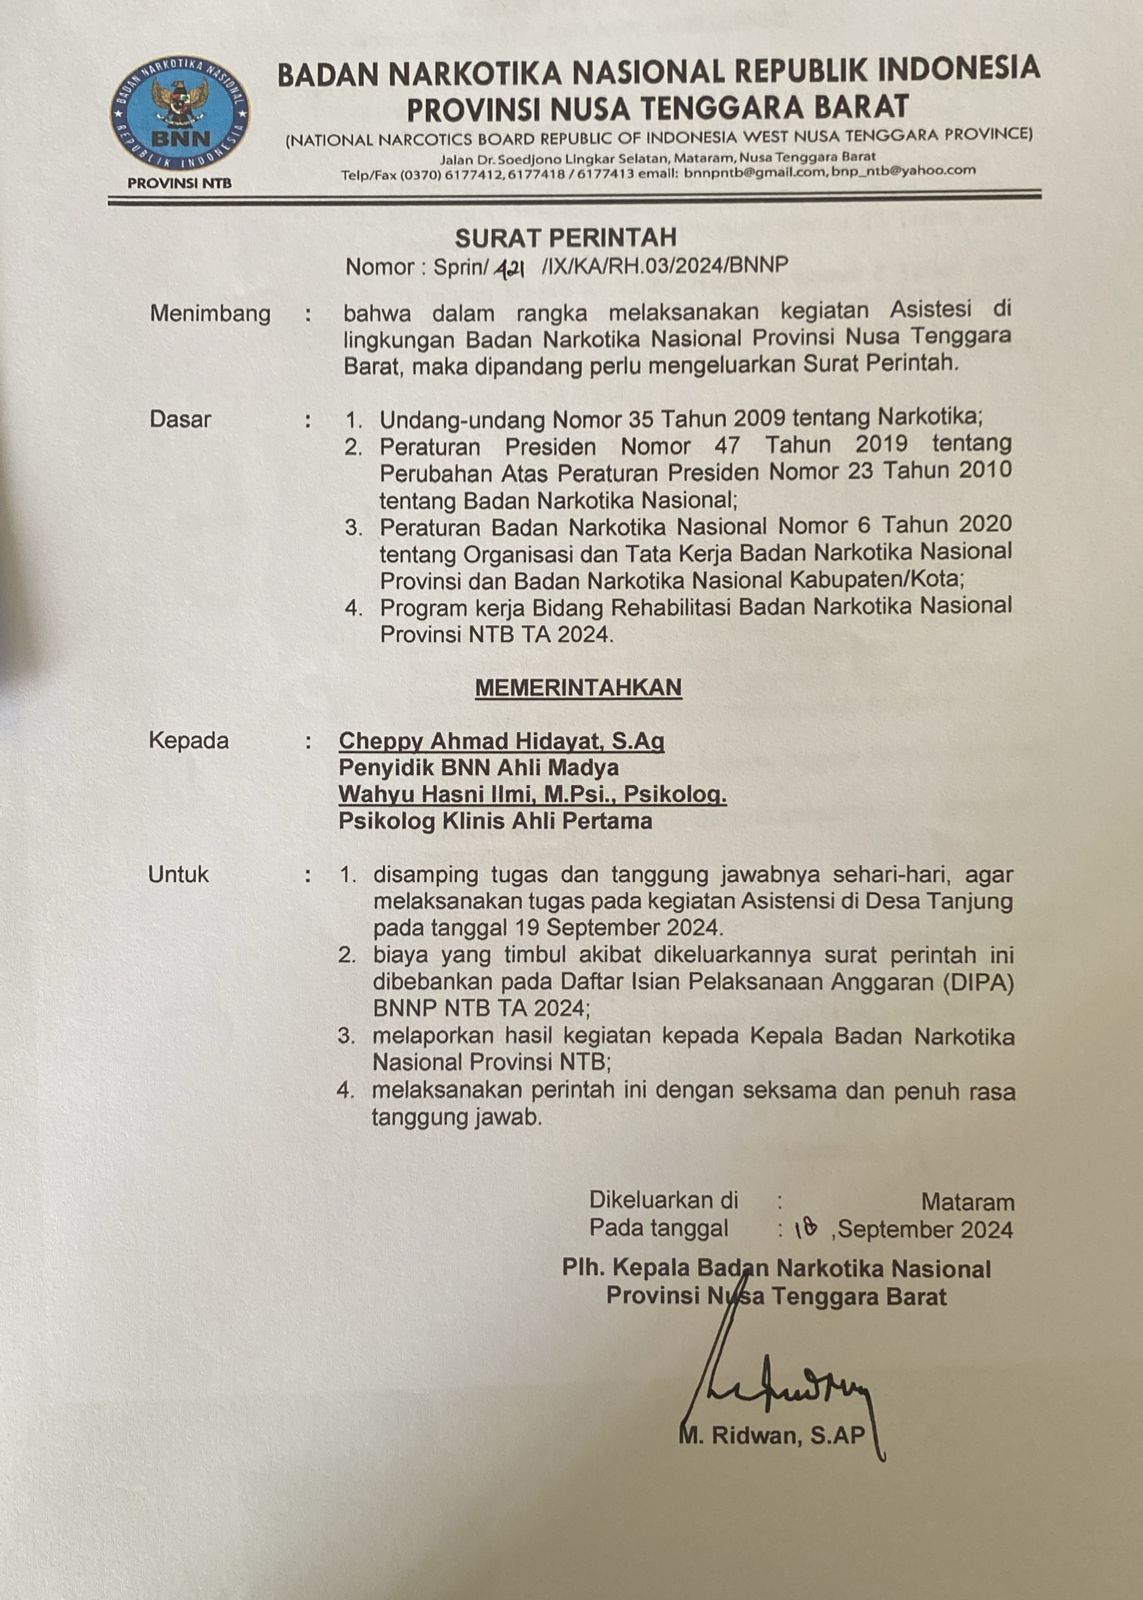 BADAN NARKOTIKA NASIONAL
REPUBLIK INDONESIA
BNN
PROVINSI NTB
BADAN NARKOTIKA NASIONAL REPUBLIK INDONESIA
PROVINSI NUSA TENGGARA BARAT
(NATIONAL NARCOTICS BOARD REPUBLIC OF INDONESIA WEST NUSA TENGGARA PROVINCE)
Jalan Dr. Soedjono Lingkar Selatan, Mataram, Nusa Tenggara Barat
Telp/Fax (0370) 6177412, 6177418 / 6177413 email: bnnpntb@gmail.com, bnp_ntb@yahoo.com
SURAT PERINTAH
Nomor : Sprin/ 421 /IX/KA/RH.03/2024/BNNP
Menimbang : bahwa dalam rangka melaksanakan kegiatan Asistesi di
lingkungan Badan Narkotika Nasional Provinsi Nusa Tenggara
Barat, maka dipandang perlu mengeluarkan Surat Perintah.
Dasar : 1. Undang-undang Nomor 35 Tahun 2009 tentang Narkotika;
2. Peraturan Presiden Nomor 47 Tahun 2019 tentang
Perubahan Atas Peraturan Presiden Nomor 23 Tahun 2010
tentang Badan Narkotika Nasional;
3. Peraturan Badan Narkotika Nasional Nomor 6 Tahun 2020
tentang Organisasi dan Tata Kerja Badan Narkotika Nasional
Provinsi dan Badan Narkotika Nasional Kabupaten/Kota;
4. Program kerja Bidang Rehabilitasi Badan Narkotika Nasional
Provinsi NTB TA 2024.
MEMERINTAHKAN
Kepada : Cheppy Ahmad Hidayat, S.Ag
Penyidik BNN Ahli Madya
Wahyu Hasni Ilmi, M.Psi., Psikolog.
Psikolog Klinis Ahli Pertama
Untuk : 1. disamping tugas dan tanggung jawabnya sehari-hari, agar
melaksanakan tugas pada kegiatan Asistensi di Desa Tanjung
pada tanggal 19 September 2024.
2. biaya yang timbul akibat dikeluarkannya surat perintah ini
dibebankan pada Daftar Isian Pelaksanaan Anggaran (DIPA)
BNNP NTB TA 2024;
3. melaporkan hasil kegiatan kepada Kepala Badan Narkotika
Nasional Provinsi NTB;
4. melaksanakan perintah ini dengan seksama dan penuh rasa
tanggung jawab.
Dikeluarkan di : Mataram
Pada tanggal : 18 ,September 2024
Plh. Kepala Badan Narkotika Nasional
Provinsi Nusa Tenggara Barat
M. Ridwan, S.AP